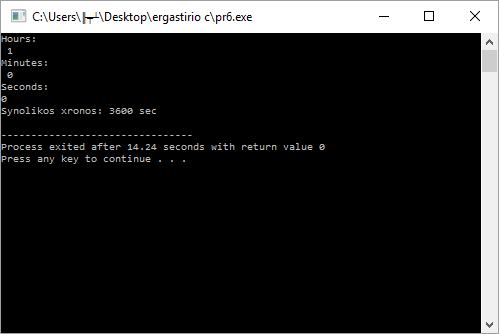 C:\Users\ \Desktop\ergastirio c\pr6.exe
Hours:
1
Minutes:
0
Seconds:
0
Synolikos xronos: 3600 sec
--------------------------------
Process exited after 14.24 seconds with return value 0
Press any key to continue . . .